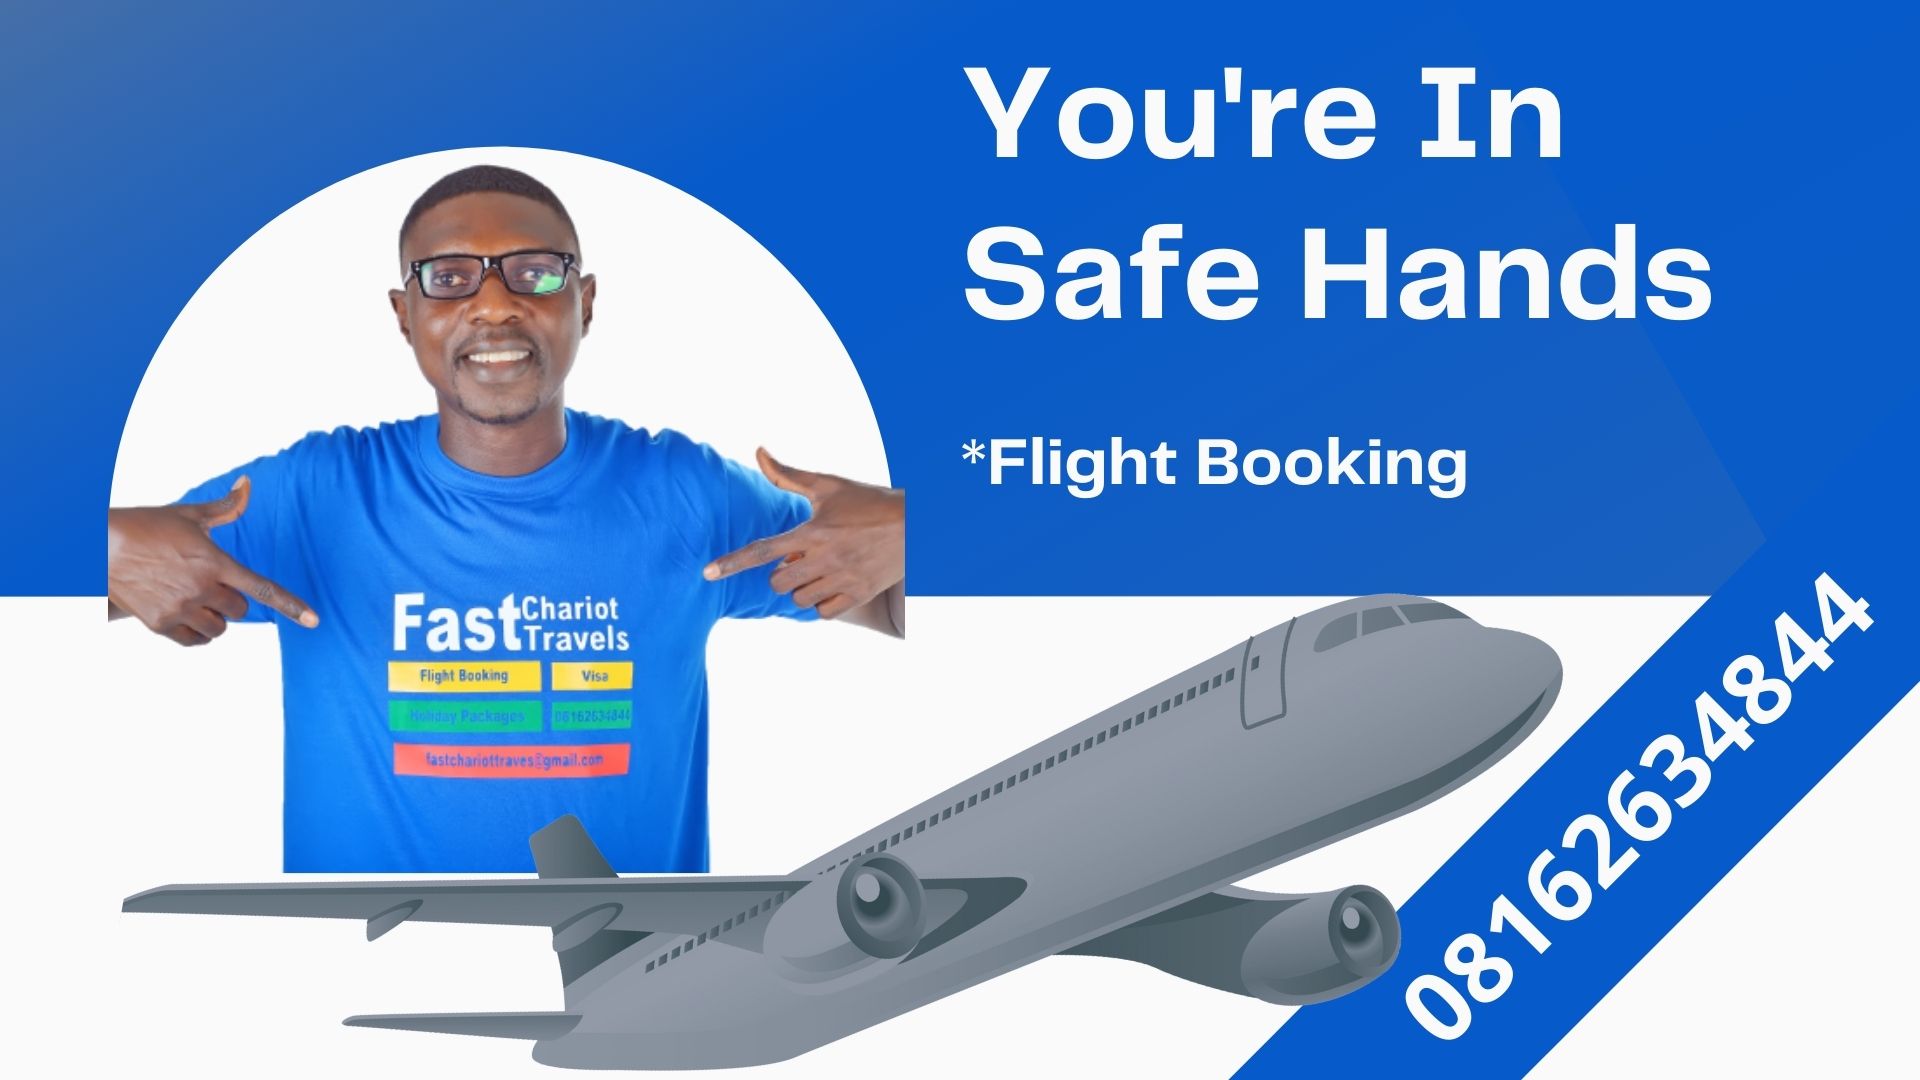 You're In
Safe Hands
*Flight Booking
Fast Chariot
Travels
Flight Booking Visa
Holiday Packages 08162634844
fastchariottraves@gmail.com
08162634844